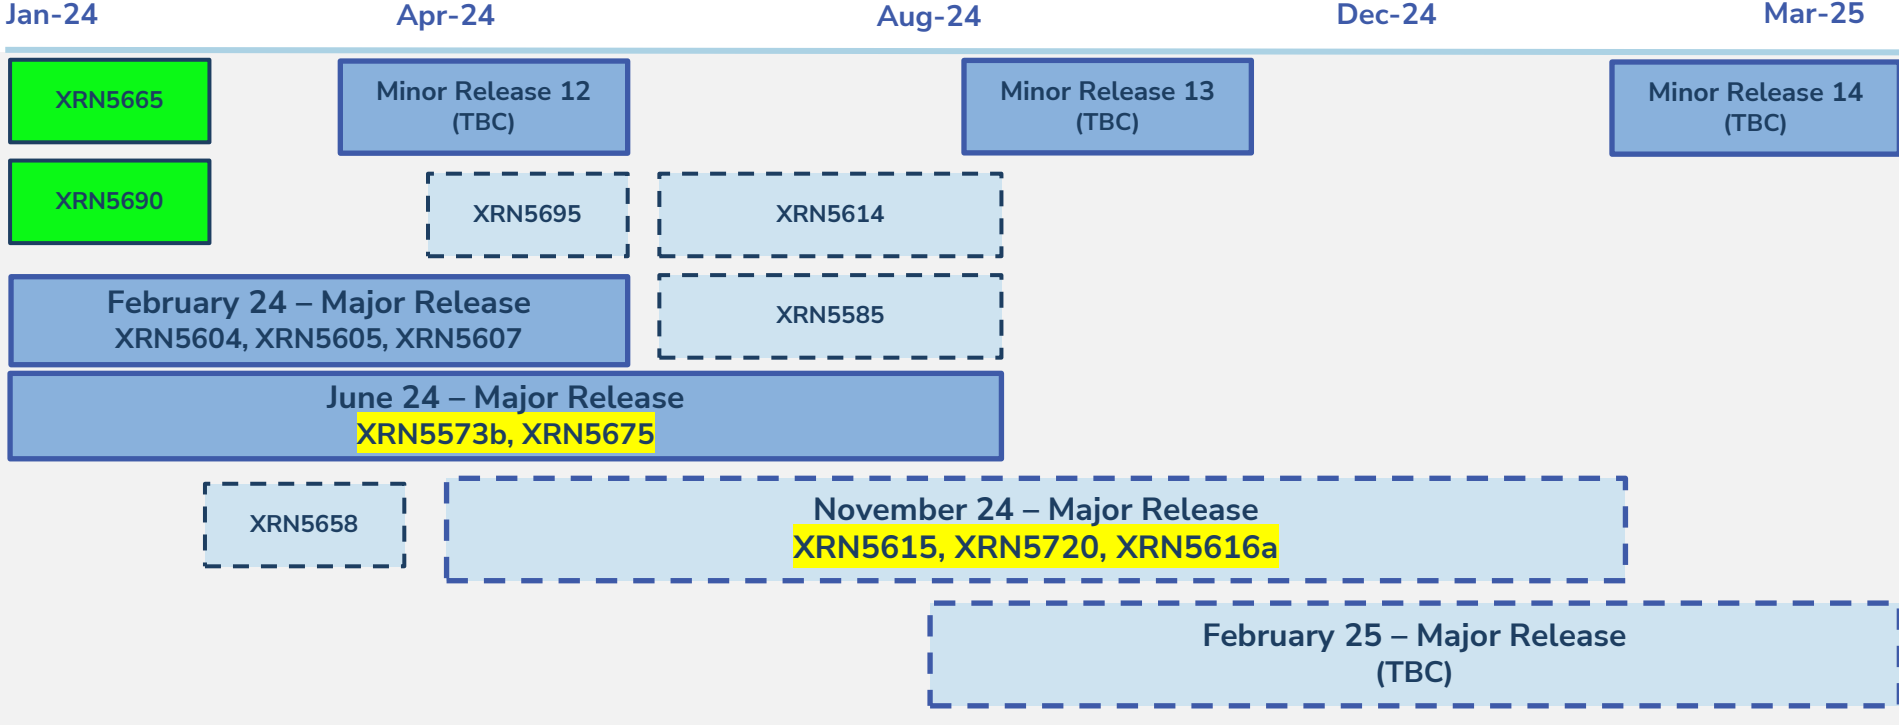 Jan-24
Apr-24
Aug-24
Dec-24
Mar-25
XRN5665
Minor Release 12
(TBC)
Minor Release 13
(TBC)
Minor Release 14
(TBC)
XRN5690
XRN5695
XRN5614
February 24 – Major Release
XRN5604, XRN5605, XRN5607
XRN5585
June 24 – Major Release
XRN5573b, XRN5675
XRN5658
November 24 – Major Release
XRN5615, XRN5720, XRN5616a
February 25 – Major Release
(TBC)